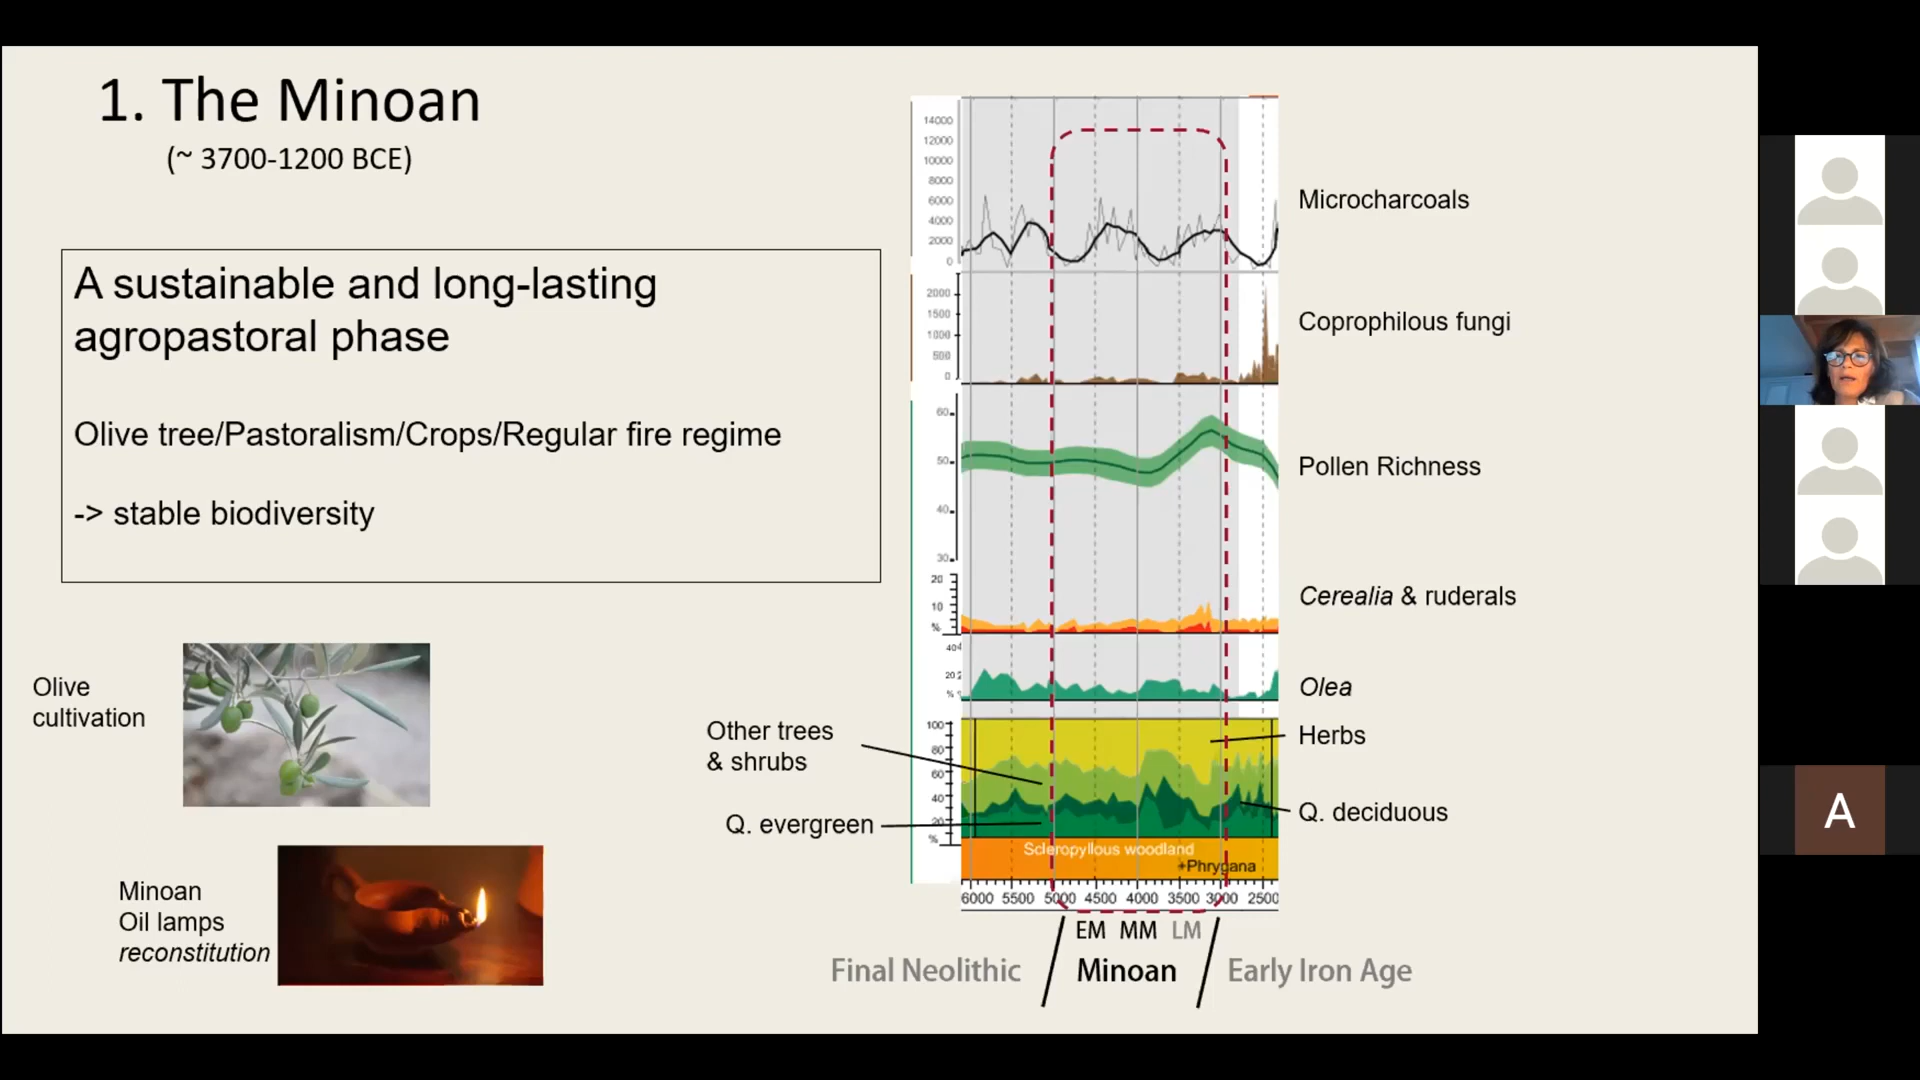 1. The Minoan
(~ 3700-1200 BCE)
A sustainable and long-lasting
agropastoral phase
Olive tree/Pastoralism/Crops/Regular fire regime
-> stable biodiversity
Olive
cultivation
Minoan
Oil lamps
reconstitution
14000
12000
10000
8000
6000
4000
2000
0
Microcharcoals
2000
1500
1000
500
0
Coprophilous fungi
60
50
40
30
Pollen Richness
20
10
%
Cerealia & ruderals
40
20
%
Olea
100
80
60
40
20
%
Other trees
& shrubs
Q. evergreen
Herbs
Q. deciduous
Scleropyllous woodland
+Phrygana
6000 5500 5000 4500 4000 3500 3000 2500
EM MM LM
Final Neolithic / Minoan / Early Iron Age
A